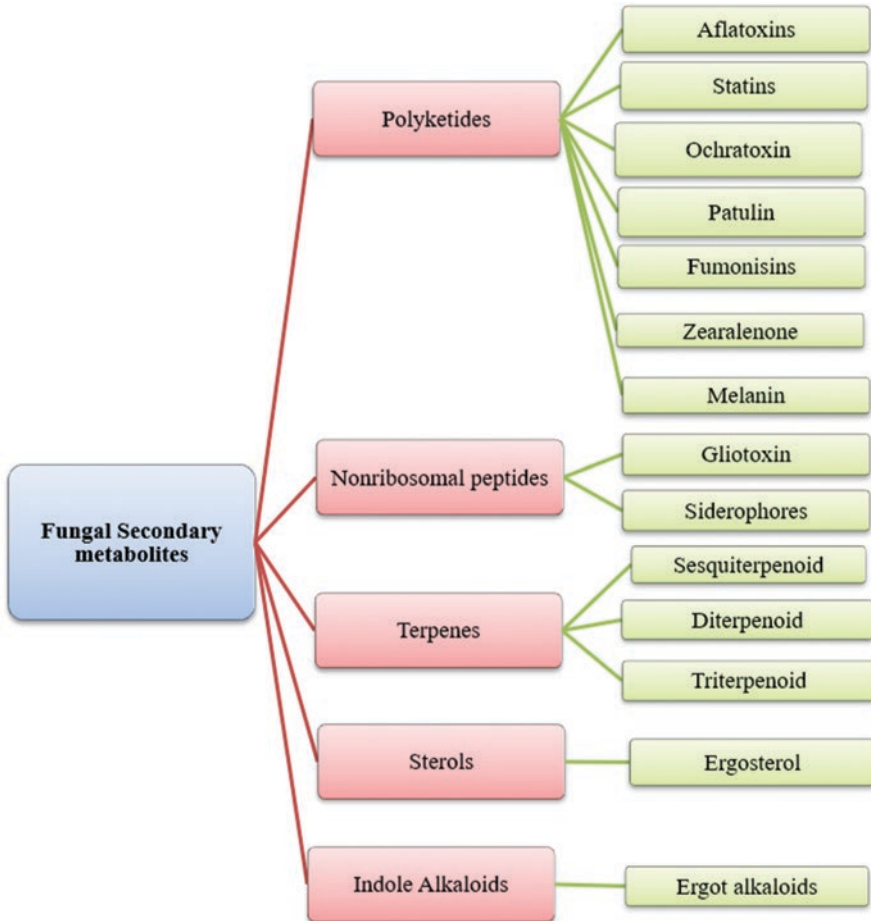 Fungal Secondary
metabolites
Polyketides
Aflatoxins
Statins
Ochratoxin
Patulin
Fumonisins
Zearalenone
Melanin
Nonribosomal peptides
Gliotoxin
Siderophores
Terpenes
Sesquiterpenoid
Diterpenoid
Triterpenoid
Sterols
Ergosterol
Indole Alkaloids
Ergot alkaloids